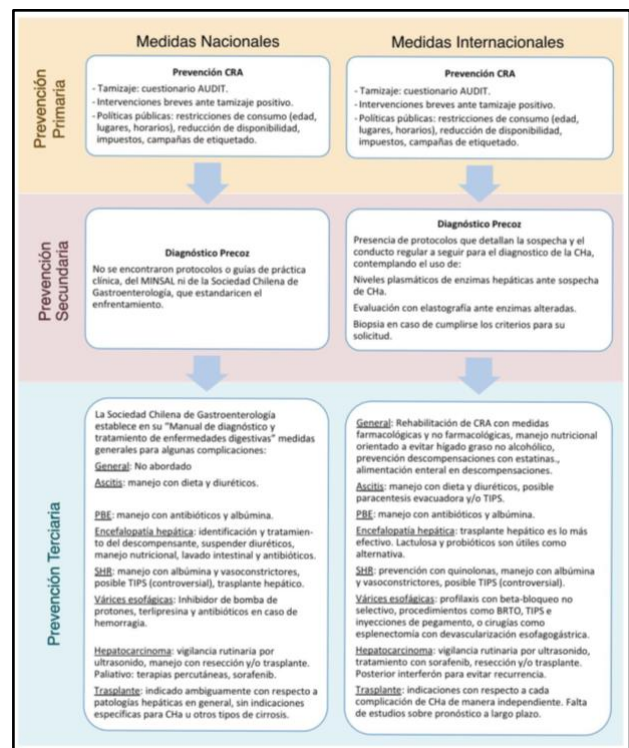 Medidas Nacionales
Medidas Internacionales
Prevención
Primaria
Prevención CRA
- Tamizaje: cuestionario AUDIT.
- Intervenciones breves ante tamizaje positivo.
- Políticas públicas: restricciones de consumo (edad,
lugares, horarios), reducción de disponibilidad,
impuestos, campañas de etiquetado.
Prevención CRA
- Tamizaje: cuestionario AUDIT.
- Intervenciones breves ante tamizaje positivo.
- Políticas públicas: restricciones de consumo (edad,
lugares, horarios), reducción de disponibilidad,
impuestos, campañas de etiquetado.
Prevención
Secundaria
Diagnóstico Precoz
No se encontraron protocolos o guías de práctica
clínica, del MINSAL ni de la Sociedad Chilena de
Gastroenterología, que estandaricen el
enfrentamiento.
Diagnóstico Precoz
Presencia de protocolos que detallan la sospecha y el
conducto regular a seguir para el diagnostico de la CHa,
contemplando el uso de:
Niveles plasmáticos de enzimas hepáticas ante sospecha
de CHa.
Evaluación con elastografía ante enzimas alteradas.
Biopsia en caso de cumplirse los criterios para su
solicitud.
Prevención Terciaria
La Sociedad Chilena de Gastroenterología
establece en su "Manual de diagnóstico y
tratamiento de enfermedades digestivas" medidas
generales para algunas complicaciones:
General: No abordado
Ascitis: manejo con dieta y diuréticos.
PBE: manejo con antibióticos y albúmina.
Encefalopatía hepática: identificación y tratamien-
to del descompensante, suspender diuréticos,
manejo nutricional, lavado intestinal y antibióticos.
SHR: manejo con albúmina y vasoconstrictores,
posible TIPS (controversial), trasplante hepático.
Várices esofágicas: Inhibidor de bomba de
protones, terlipresina y antibióticos en caso de
hemorragia.
Hepatocarcinoma: vigilancia rutinaria por
ultrasonido, manejo con resección y/o trasplante.
Paliativo: terapias percutáneas, sorafenib.
Trasplante: indicado ambiguamente con respecto a
patologías hepáticas en general, sin indicaciones
específicas para CHa u otros tipos de cirrosis.
General: Rehabilitación de CRA con medidas
farmacológicas y no farmacológicas, manejo nutricional
orientado a evitar hígado graso no alcohólico,
prevención descompensaciones con estatinas.,
alimentación enteral en descompensaciones.
Ascitis: manejo con dieta y diuréticos, posible
paracentesis evacuadora y/o TIPS.
PBE: manejo con antibióticos y albúmina.
Encefalopatía hepática: trasplante hepático es lo más
efectivo. Lactulosa y probióticos son útiles como
alternativa.
SHR: prevención con quinolonas, manejo con albúmina
y vasoconstrictores, posible TIPS (controversial).
Várices esofágicas: profilaxis con beta-bloqueo no
selectivo, procedimientos como BRTO, TIPS e
inyecciones de pegamento, o cirugías como
esplenectomía con devascularización esofagogástrica.
Hepatocarcinoma: vigilancia rutinaria por ultrasonido,
tratamiento con sorafenib, resección y/o trasplante.
Posterior interferón para evitar recurrencia.
Trasplante: indicaciones con respecto a cada
complicación de CHa de manera independiente. Falta
de estudios sobre pronóstico a largo plazo.